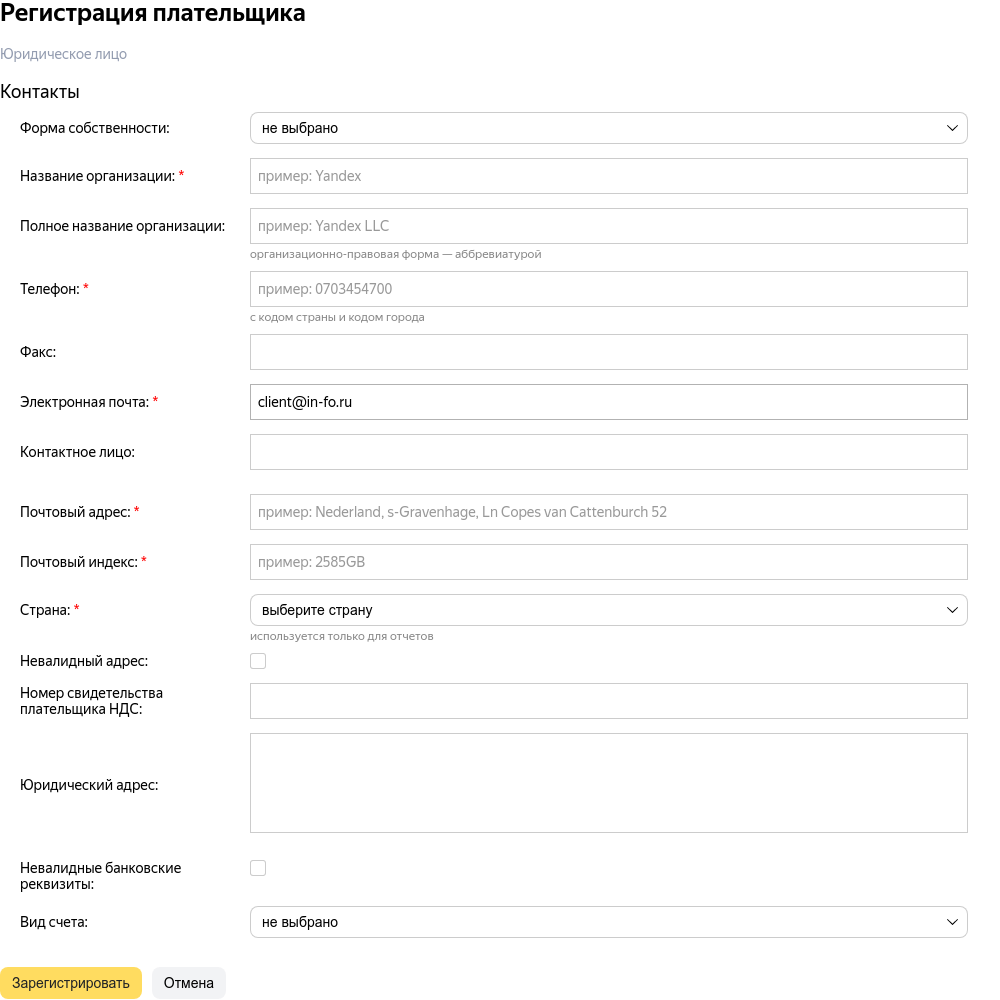 Регистрация плательщика
Юридическое лицо
Контакты
Форма собственности:
не выбрано
Название организации: *
пример: Yandex
Полное название организации:
пример: Yandex LLC
организационно-правовая форма — аббревиатурой
Телефон: *
пример: 0703454700
с кодом страны и кодом города
Факс:
Электронная почта: *
client@in-fo.ru
Контактное лицо:
Почтовый адрес: *
пример: Nederland, s-Gravenhage, Ln Copes van Cattenburch 52
Почтовый индекс: *
пример: 2585GB
Страна: *
выберите страну
используется только для отчетов
Невалидный адрес:
Номер свидетельства
плательщика НДС:
Юридический адрес:
Невалидные банковские
реквизиты:
Вид счета:
не выбрано
Зарегистрировать
Отмена